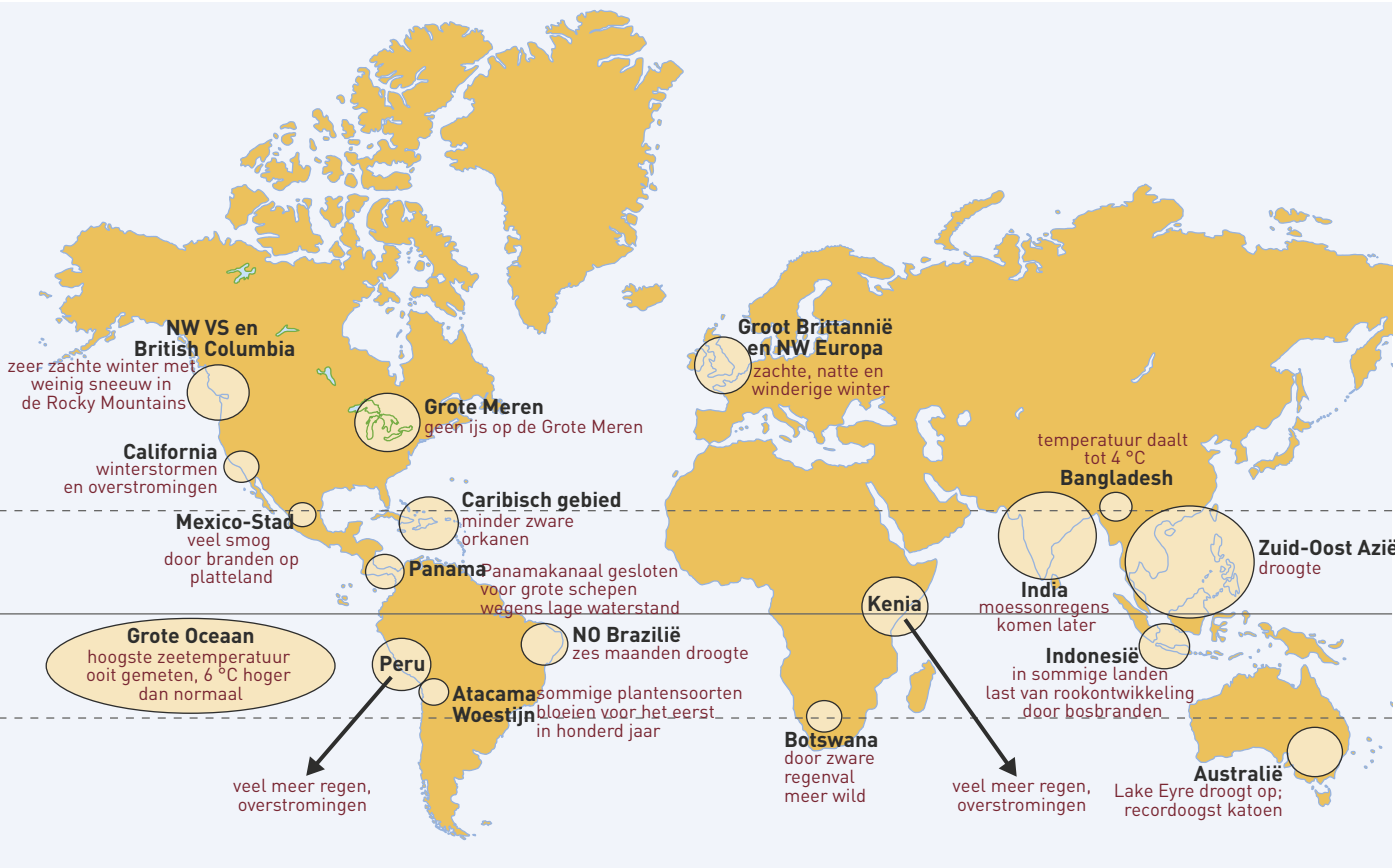 NW VS en
British Columbia
zeer zachte winter met
weinig sneeuw in
de Rocky Mountains
Grote Meren
geen ijs op de Grote Meren
California
winterstormen
en overstromingen
Mexico-Stad
veel smog
door branden op
platteland
Caribisch gebied
minder zware
orkanen
Panama
Panamakanaal gesloten
voor grote schepen
wegens lage waterstand
Grote Oceaan
hoogste zeetemperatuur
ooit gemeten, 6 °C hoger
dan normaal
Peru
veel meer regen,
overstromingen
NO Brazilië
zes maanden droogte
Atacama
Woestijn
sommige plantensoorten
bloeien voor het eerst
in honderd jaar
Groot Brittannië
en NW Europa
zachte, natte en
winderige winter
Kenia
veel meer regen,
overstromingen
Botswana
door zware
regenval
meer wild
temperatuur daalt
tot 4 °C
Bangladesh
India
moessonregens
komen later
Zuid-Oost Azië
droogte
Indonesië
in sommige landen
last van rookontwikkeling
door bosbranden
Australië
Lake Eyre droogt op;
recordoogst katoen